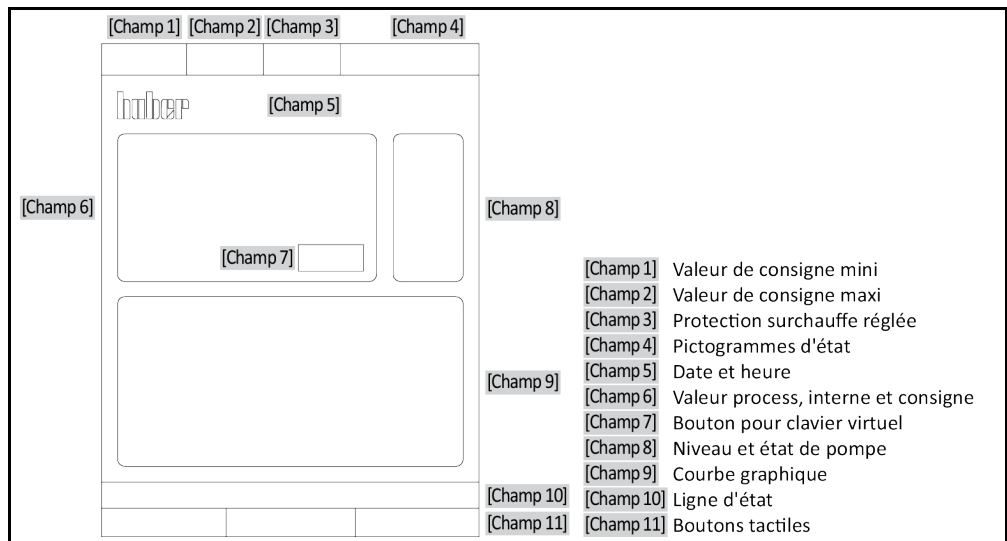 [Champ 1] [Champ 2] [Champ 3] [Champ 4]
huber
[Champ 5]
[Champ 6]
[Champ 8]
[Champ 7]
[Champ 9]
[Champ 10]
[Champ 11]
[Champ 1] Valeur de consigne mini
[Champ 2] Valeur de consigne maxi
[Champ 3] Protection surchauffe réglée
[Champ 4] Pictogrammes d'état
[Champ 5] Date et heure
[Champ 6] Valeur process, interne et consigne
[Champ 7] Bouton pour clavier virtuel
[Champ 8] Niveau et état de pompe
[Champ 9] Courbe graphique
[Champ 10] Ligne d'état
[Champ 11] Boutons tactiles